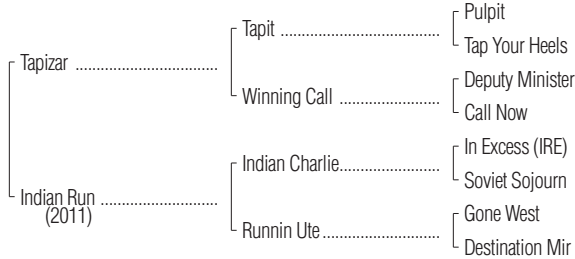 Pulpit
Tapit ................................
Tap Your Heels
Tapizar .............................
Deputy Minister
Winning Call ....................
Call Now
In Excess (IRE)
Indian Charlie....................
Soviet Sojourn
Indian Run ........................
(2011)
Gone West
Runnin Ute........................
Destination Mir